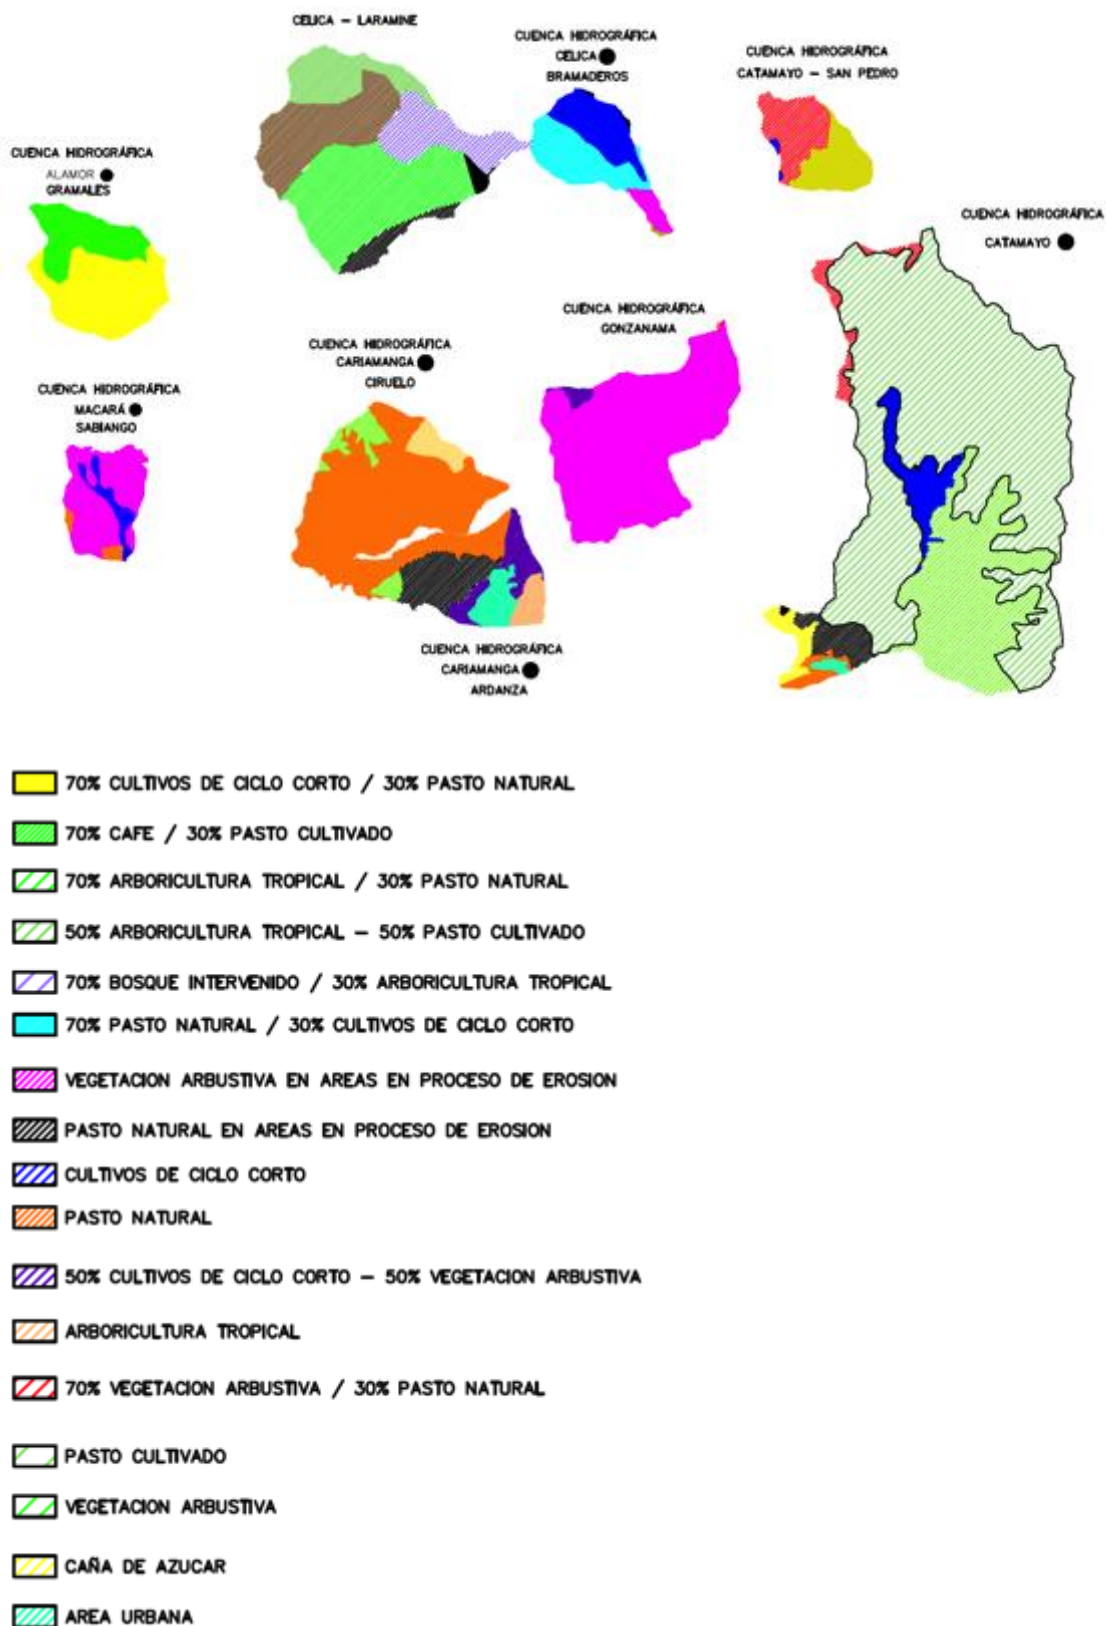 CELICA – LARAMINE
CUENCA HIDROGRÁFICA
CELICA
BRAMADEROS
CUENCA HIDROGRÁFICA
CATAMAYO – SAN PEDRO
CUENCA HIDROGRÁFICA
ALAMOR
GRAMALES
CUENCA HIDROGRÁFICA
CATAMAYO
CUENCA HIDROGRÁFICA
GONZANAMA
CUENCA HIDROGRÁFICA
CARIAMANGA
CIRUELO
CUENCA HIDROGRÁFICA
MACARÁ
SABIANGO
CUENCA HIDROGRÁFICA
CARIAMANGA
ARDANZA
70% CULTIVOS DE CICLO CORTO / 30% PASTO NATURAL
70% CAFE / 30% PASTO CULTIVADO
70% ARBORICULTURA TROPICAL / 30% PASTO NATURAL
50% ARBORICULTURA TROPICAL – 50% PASTO CULTIVADO
70% BOSQUE INTERVENIDO / 30% ARBORICULTURA TROPICAL
70% PASTO NATURAL / 30% CULTIVOS DE CICLO CORTO
VEGETACION ARBUSTIVA EN AREAS EN PROCESO DE EROSION
PASTO NATURAL EN AREAS EN PROCESO DE EROSION
CULTIVOS DE CICLO CORTO
PASTO NATURAL
50% CULTIVOS DE CICLO CORTO – 50% VEGETACION ARBUSTIVA
ARBORICULTURA TROPICAL
70% VEGETACION ARBUSTIVA / 30% PASTO NATURAL
PASTO CULTIVADO
VEGETACION ARBUSTIVA
CAÑA DE AZUCAR
AREA URBANA